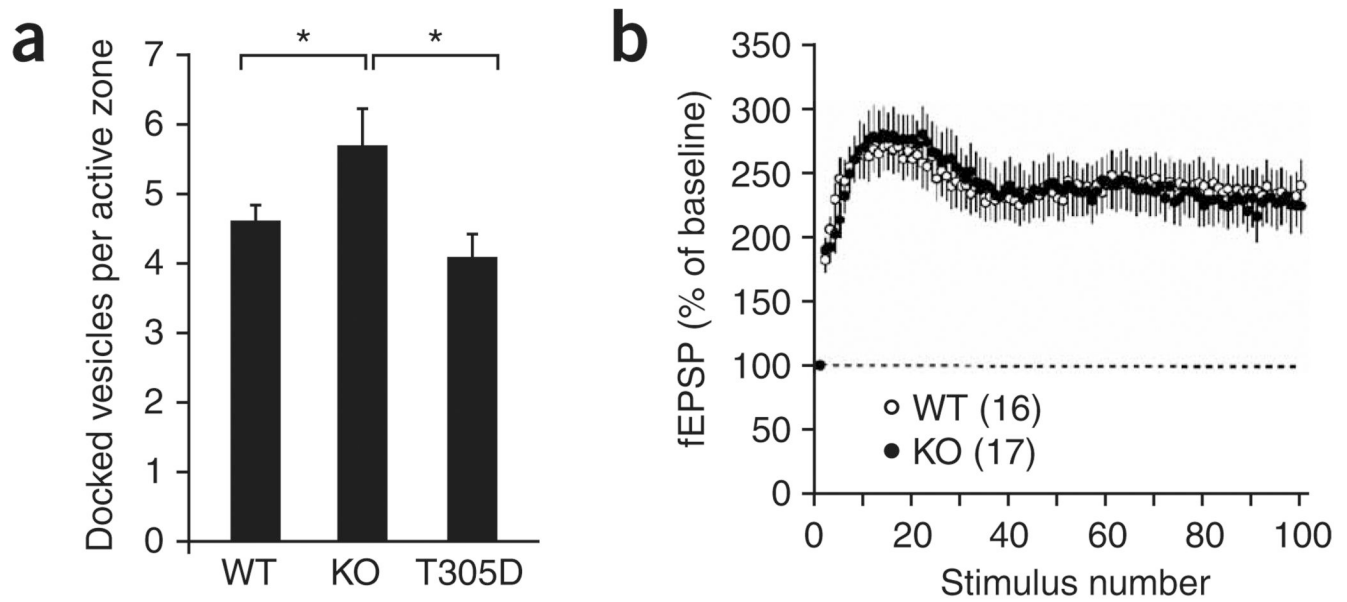 a
Docked vesicles per active zone
7
6
5
4
3
2
1
0
* *
WT KO T305D
b
fEPSP (% of baseline)
350
300
250
200
150
100
50
0
WT (16)
KO (17)
0 20 40 60 80 100
Stimulus number